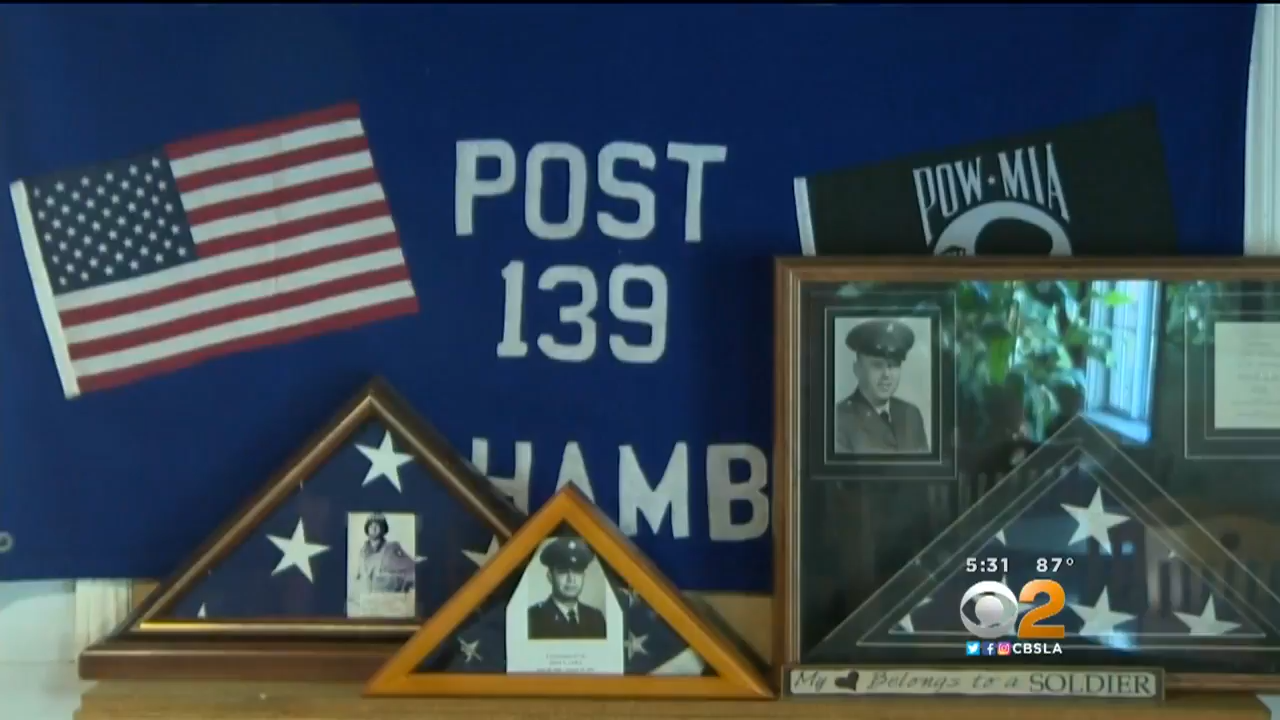 POST
139
HAMB
POW·MIA
My Belongs to a SOLDIER
5:31 87°
2
CBSLA